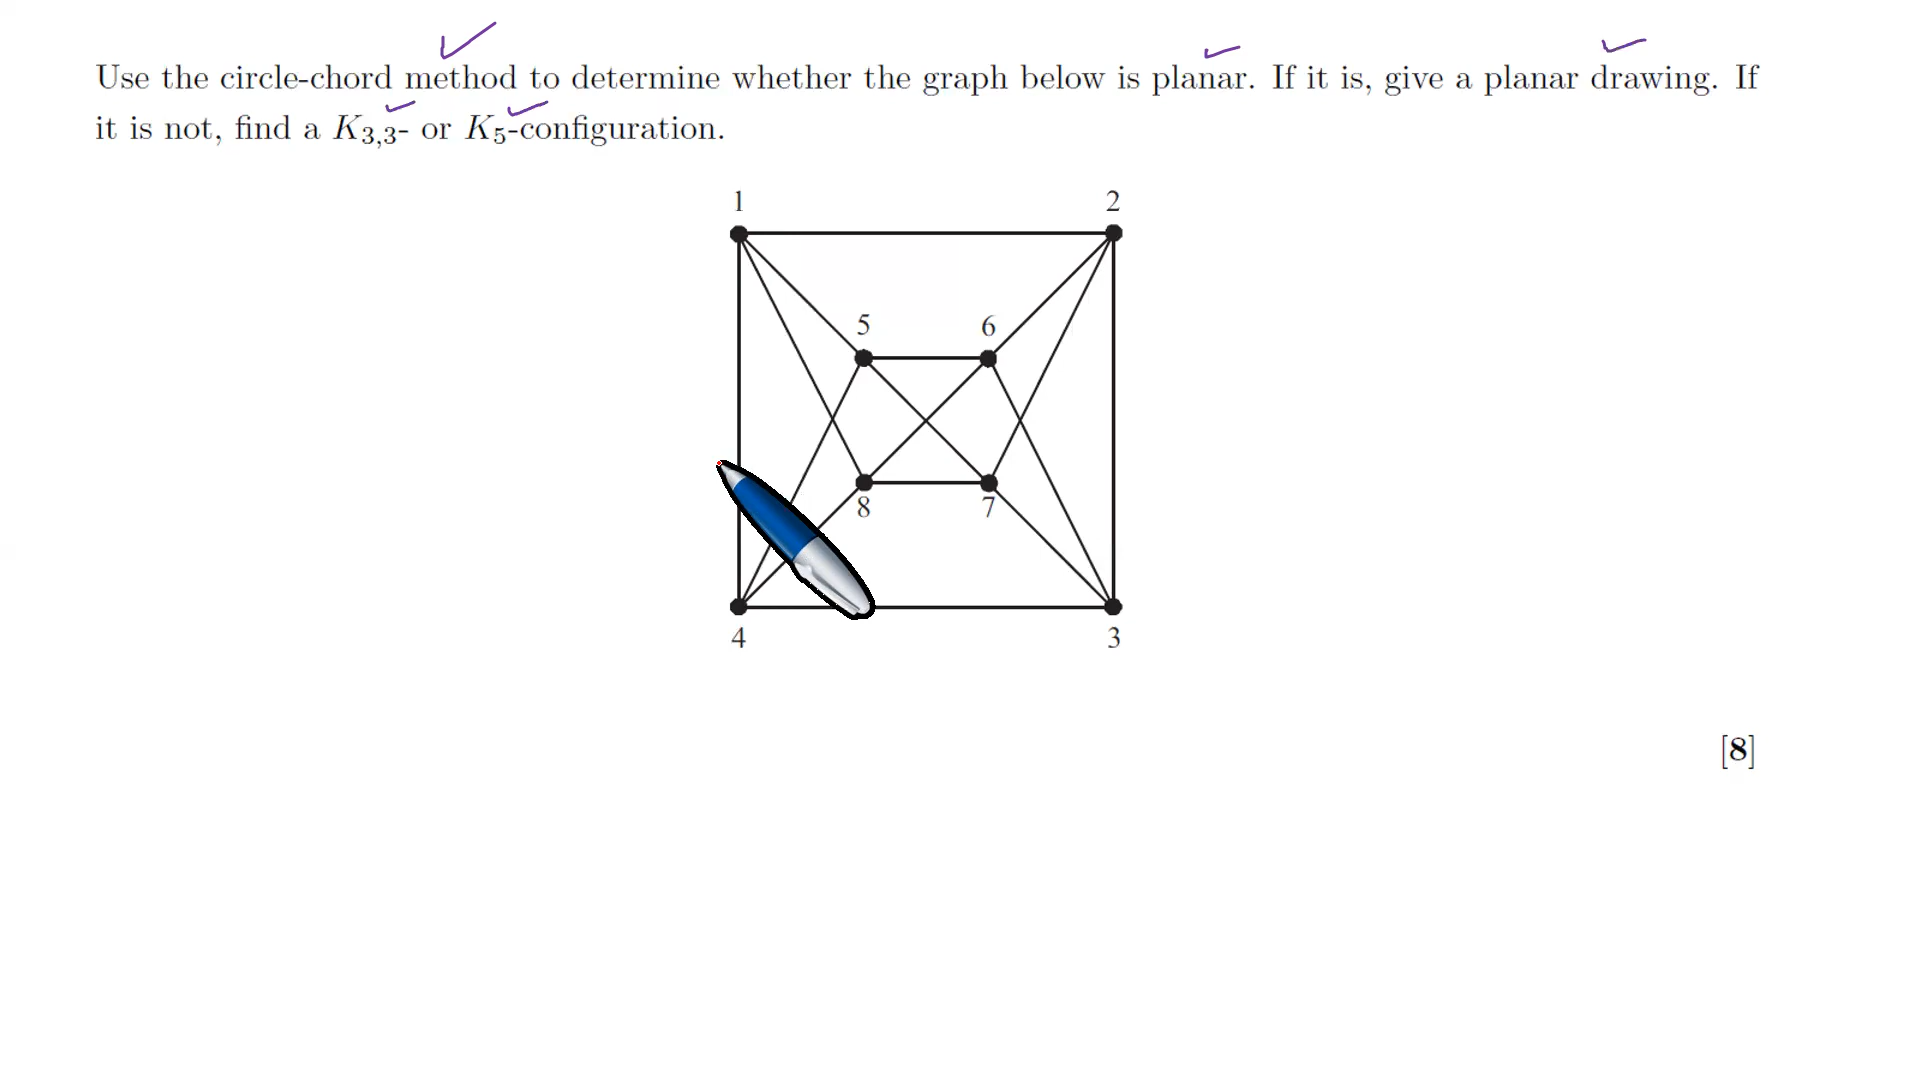 Use the circle-chord method to determine whether the graph below is planar. If it is, give a planar drawing. If
it is not, find a K3,3- or K5-configuration.
1 2
5 6
8 7
4 3
[8]